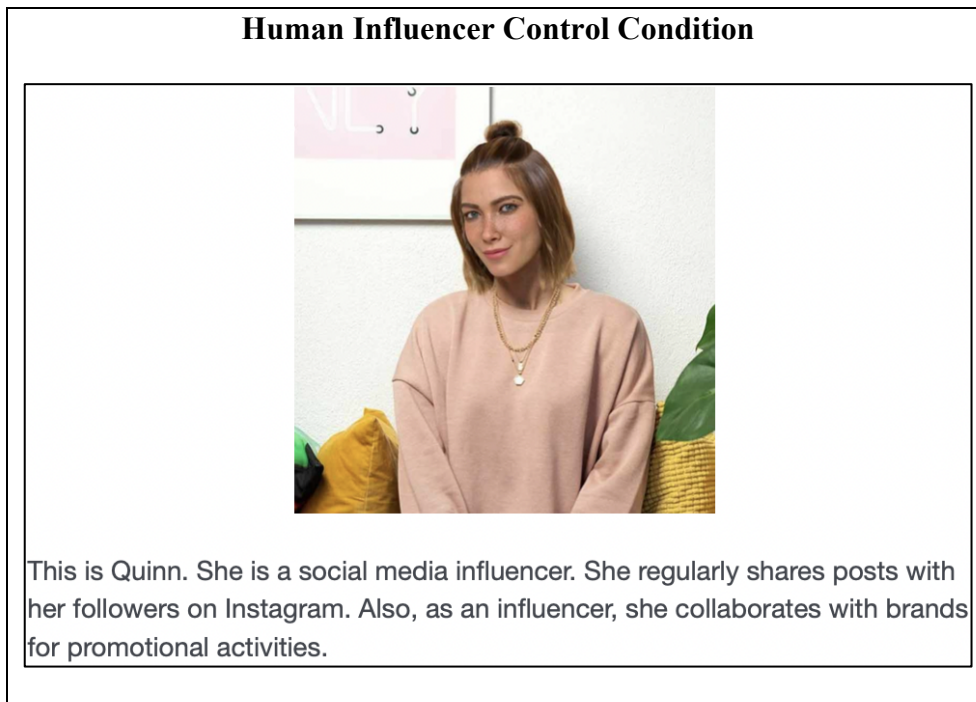 Human Influencer Control Condition
NLY
This is Quinn. She is a social media influencer. She regularly shares posts with
her followers on Instagram. Also, as an influencer, she collaborates with brands
for promotional activities.